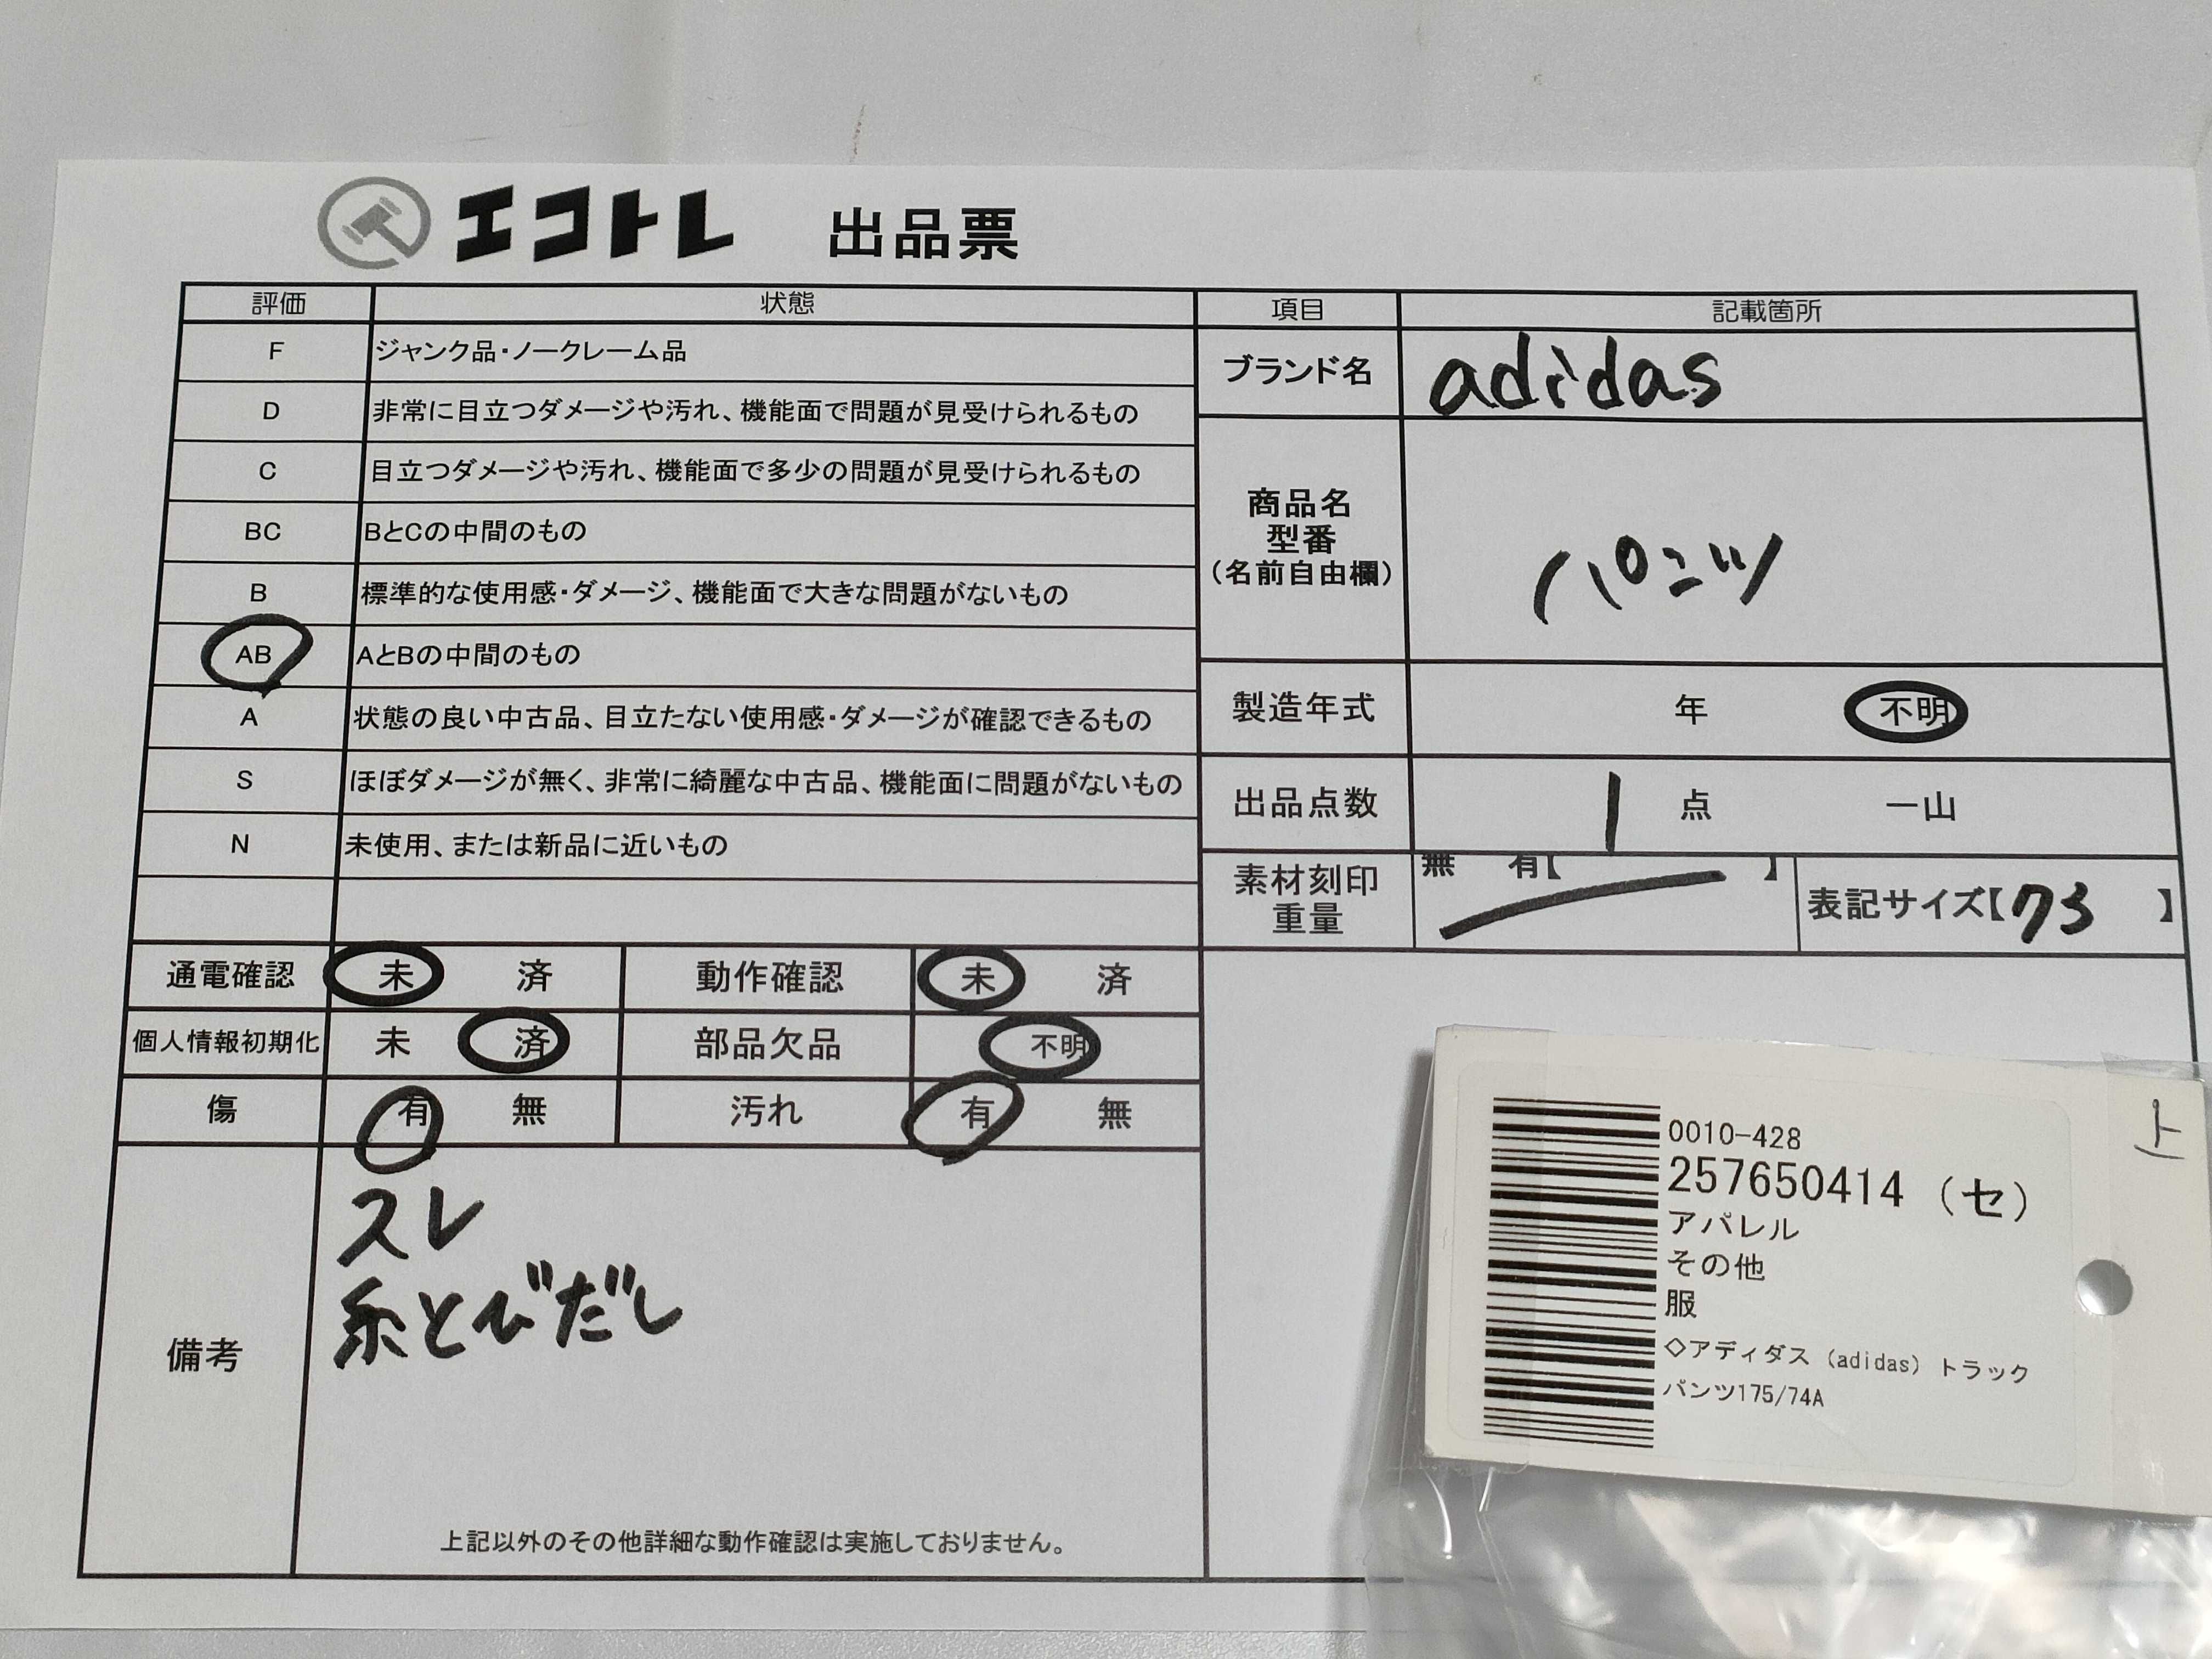 エコトレ 出品票
評価 状態
F ジャンク品・ノークレーム品
D 非常に目立つダメージや汚れ、機能面で問題が見受けられるもの
C 目立つダメージや汚れ、機能面で多少の問題が見受けられるもの
BC BとCの中間のもの
B 標準的な使用感・ダメージ、機能面で大きな問題がないもの
AB AとBの中間のもの
A 状態の良い中古品、目立たない使用感・ダメージが確認できるもの
S ほぼダメージが無く、非常に綺麗な中古品、機能面に問題がないもの
N 未使用、または新品に近いもの
項目 記載箇所
ブランド名 adidas
商品名
型番
（名前自由欄）
パンツ
製造年式 年 不明
出品点数 1 点 一山
素材刻印
重量
無 有【 】
表記サイズ【73 】
通電確認 未 済 動作確認 未 済
個人情報初期化 未 済 部品欠品 不明
傷 有 無 汚れ 有 無
備考
スレ
糸とびだし
上記以外のその他詳細な動作確認は実施しておりません。
0010-428
257650414（セ）
アパレル
その他
服
◇アディダス（adidas）トラック
パンツ175/74A